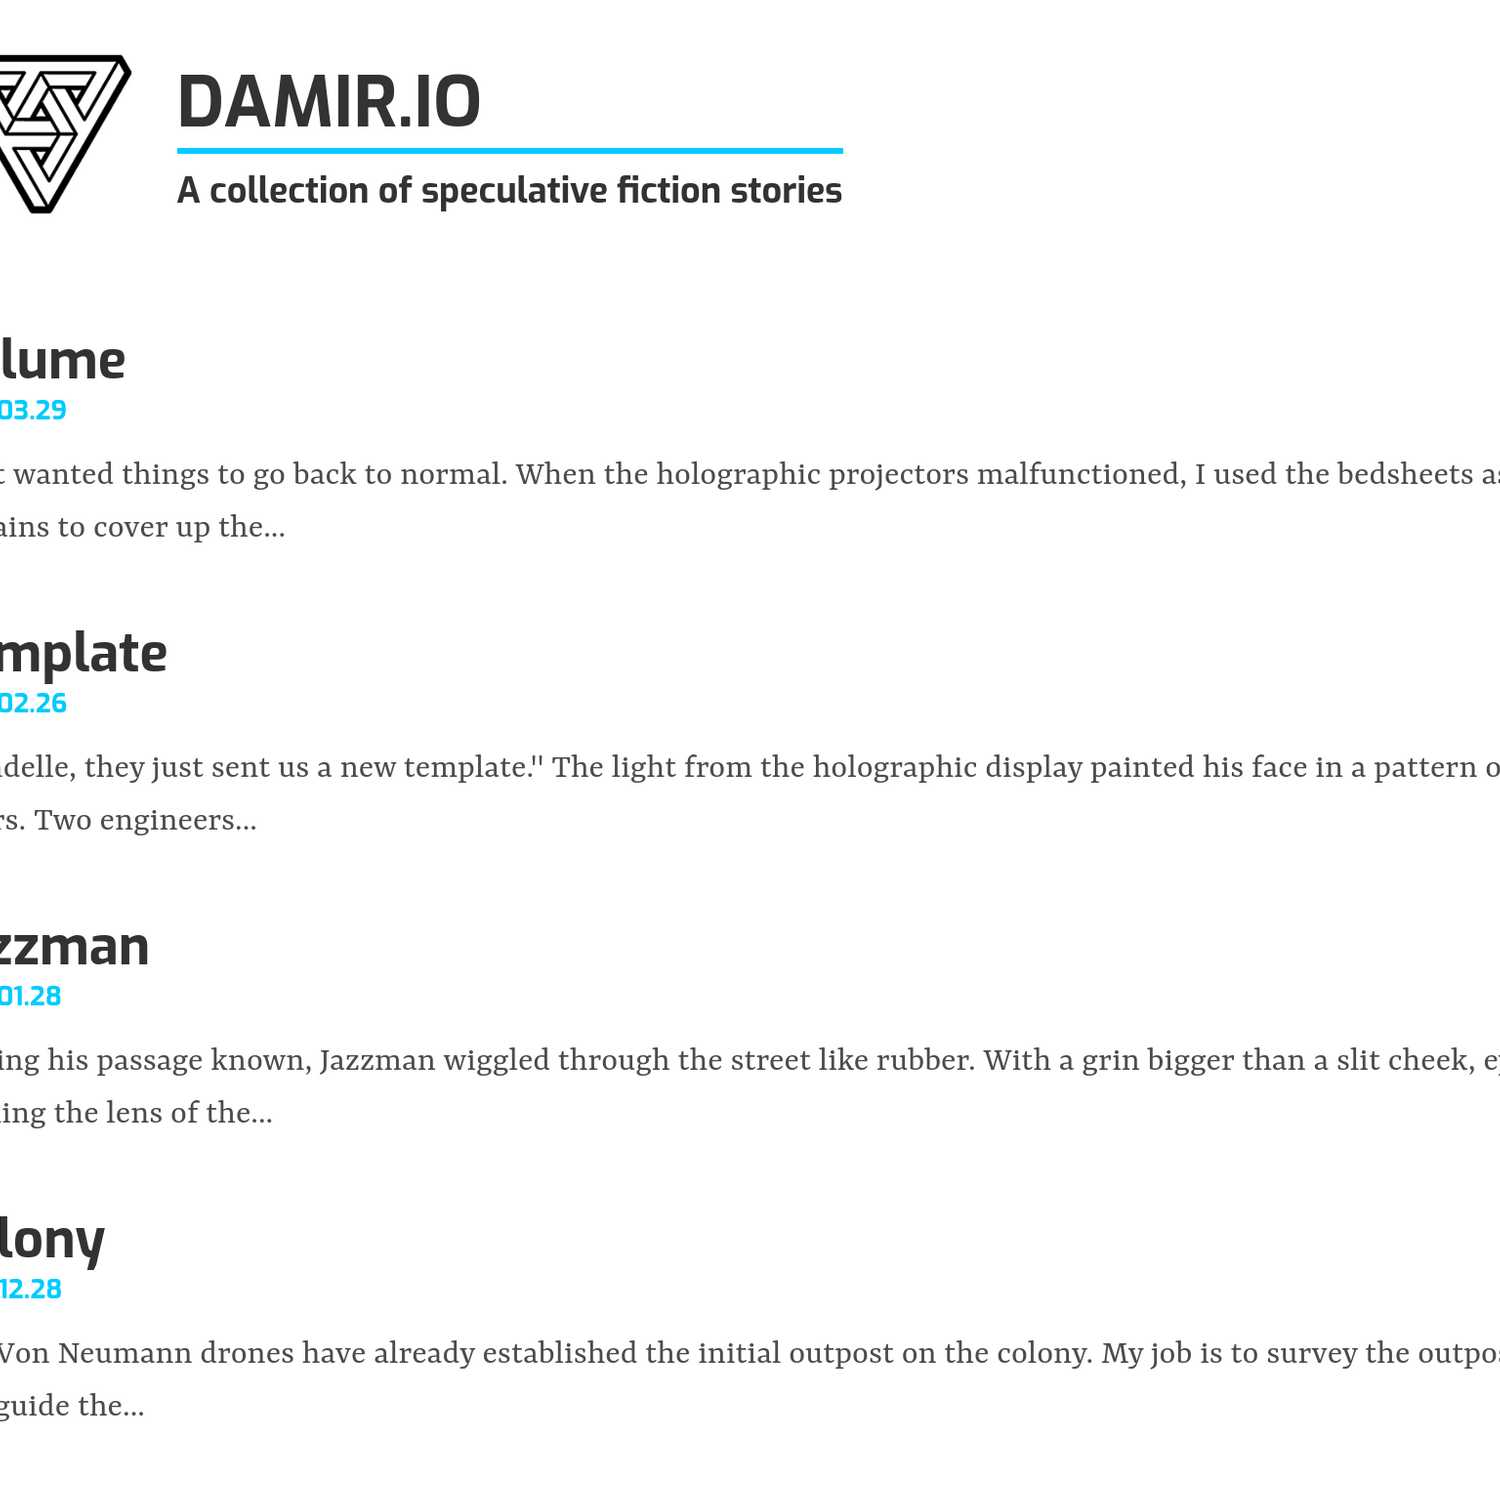 DAMIR.IO
A collection of speculative fiction stories
lume
03.29
t wanted things to go back to normal. When the holographic projectors malfunctioned, I used the bedsheets as
ains to cover up the...
mplate
02.26
delle, they just sent us a new template." The light from the holographic display painted his face in a pattern o
rs. Two engineers...
zzman
01.28
ing his passage known, Jazzman wiggled through the street like rubber. With a grin bigger than a slit cheek, e
ing the lens of the...
lony
12.28
Von Neumann drones have already established the initial outpost on the colony. My job is to survey the outpos
guide the...